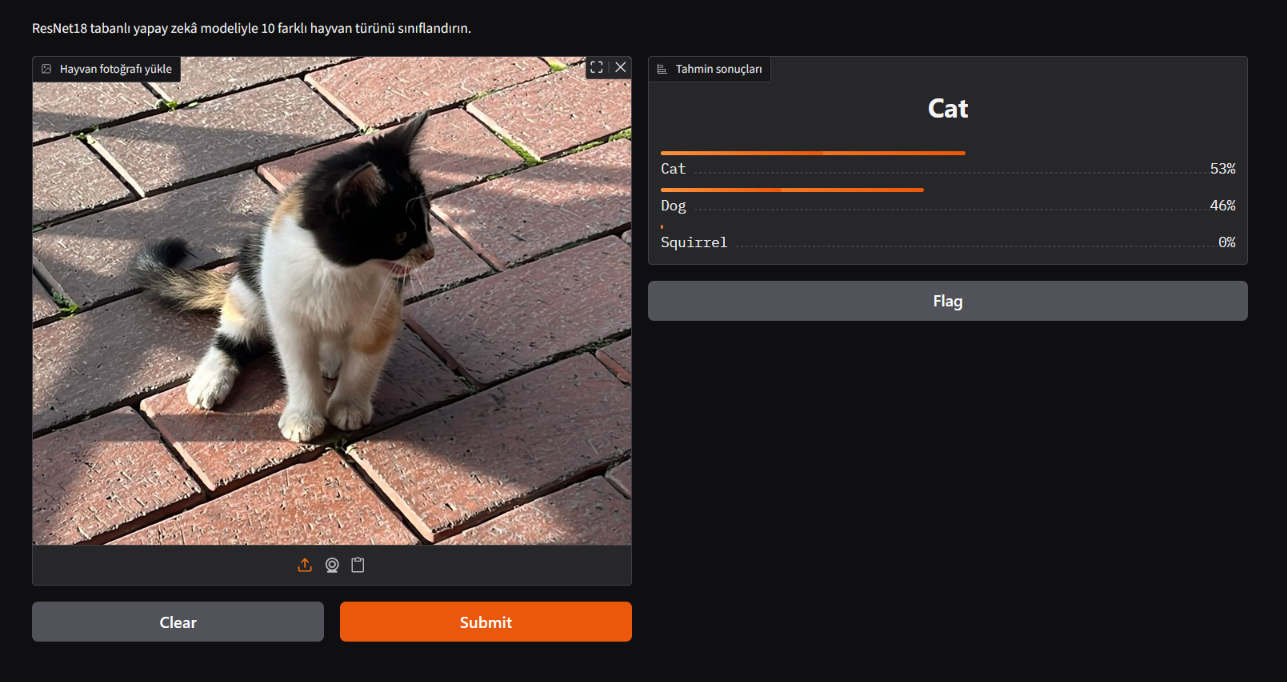 ResNet18 tabanlı yapay zekâ modeliyle 10 farklı hayvan türünü sınıflandırın.
Hayvan fotoğrafı yükle
Tahmin sonuçları
Cat
Cat 53%
Dog 46%
Squirrel 0%
Flag
Clear
Submit